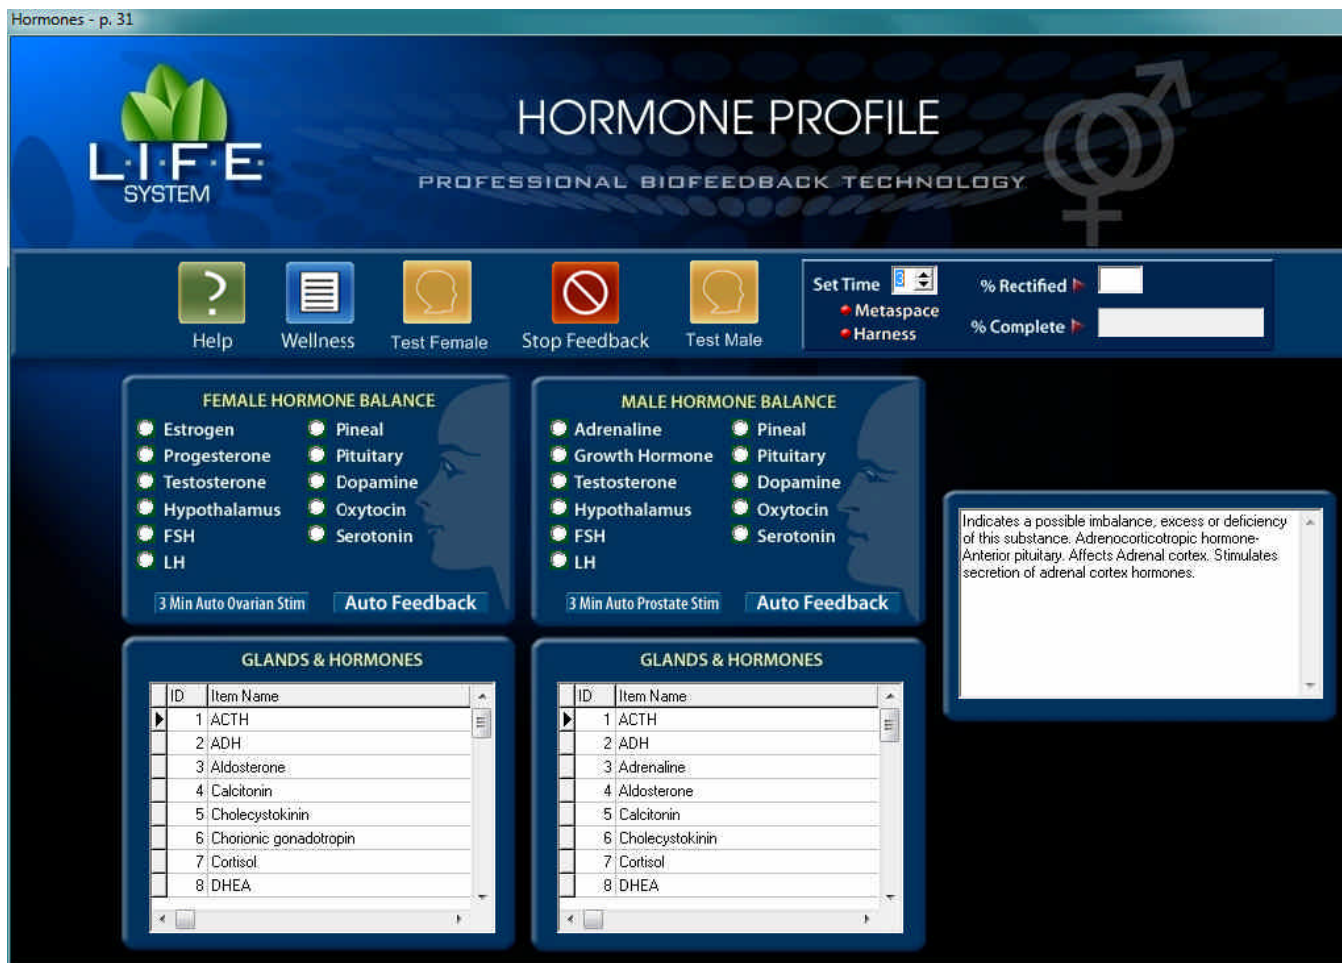 Hormones - p. 31
L·I·F·E·
SYSTEM
HORMONE PROFILE
PROFESSIONAL BIOFEEDBACK TECHNOLOGY
?
Help
Wellness
Test Female
Stop Feedback
Test Male
Set Time 3
Metaspace
Harness
% Rectified
% Complete
FEMALE HORMONE BALANCE
Estrogen
Progesterone
Testosterone
Hypothalamus
FSH
LH
Pineal
Pituitary
Dopamine
Oxytocin
Serotonin
3 Min Auto Ovarian Stim
Auto Feedback
MALE HORMONE BALANCE
Adrenaline
Growth Hormone
Testosterone
Hypothalamus
FSH
LH
Pineal
Pituitary
Dopamine
Oxytocin
Serotonin
3 Min Auto Prostate Stim
Auto Feedback
Indicates a possible imbalance, excess or deficiency
of this substance. Adrenocorticotropic hormone-
Anterior pituitary. Affects Adrenal cortex. Stimulates
secretion of adrenal cortex hormones.
GLANDS & HORMONES
ID Item Name
1 ACTH
2 ADH
3 Aldosterone
4 Calcitonin
5 Cholecystokinin
6 Chorionic gonadotropin
7 Cortisol
8 DHEA
GLANDS & HORMONES
ID Item Name
1 ACTH
2 ADH
3 Adrenaline
4 Aldosterone
5 Calcitonin
6 Cholecystokinin
7 Cortisol
8 DHEA